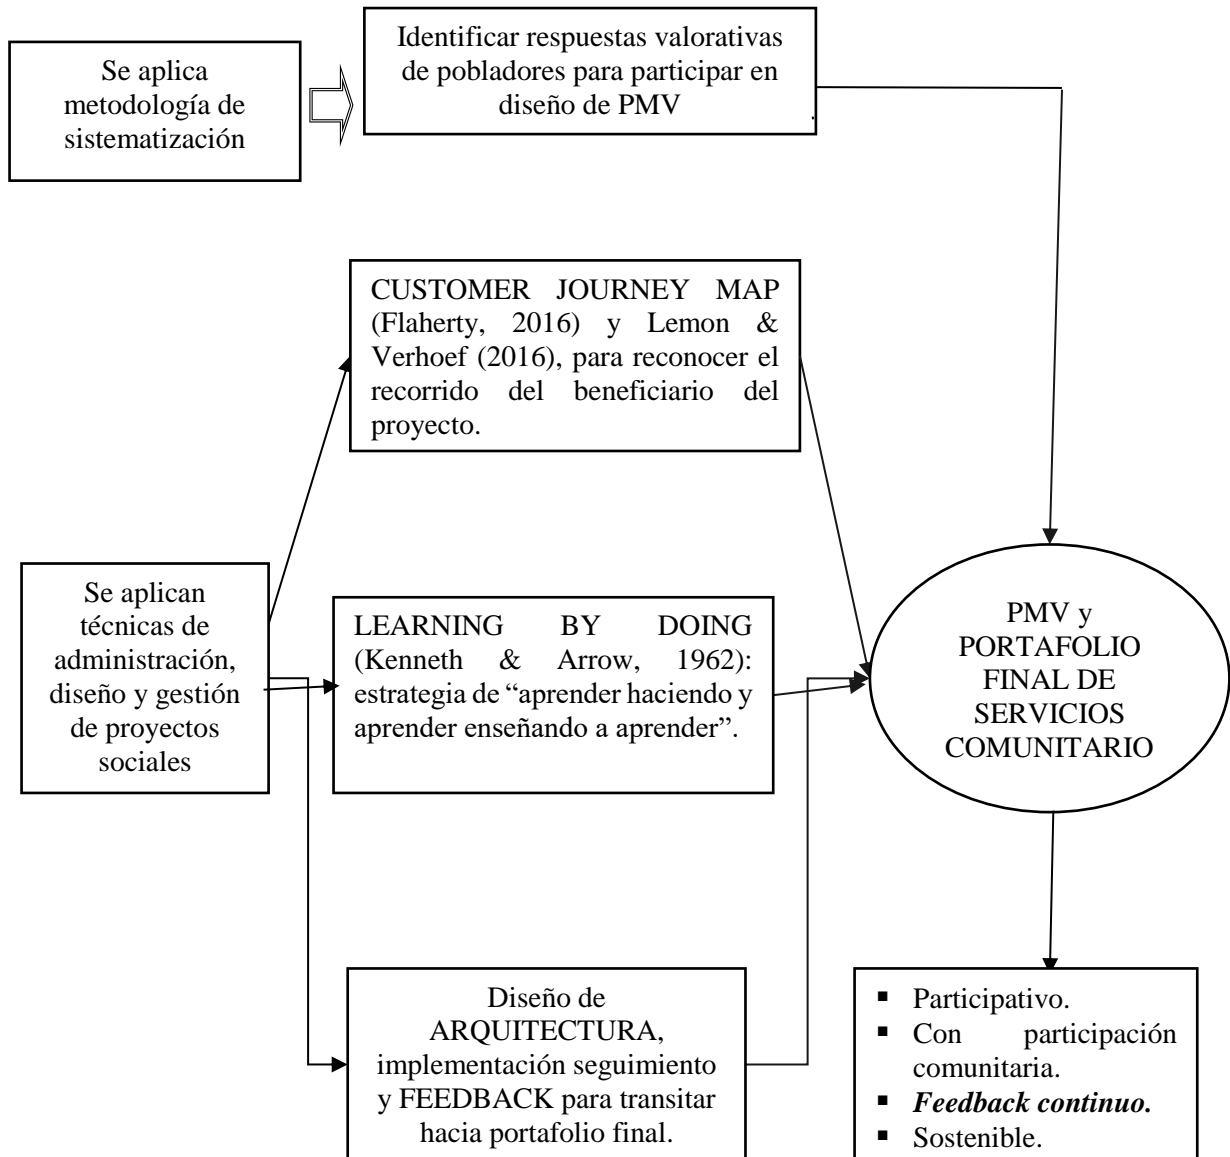 Se aplica
metodología de
sistematización
Identificar respuestas valorativas
de pobladores para participar en
diseño de PMV
.
CUSTOMER JOURNEY MAP
(Flaherty, 2016) y Lemon &
Verhoef (2016), para reconocer el
recorrido del beneficiario del
proyecto.
Se aplican
técnicas de
administración,
diseño y gestión
de proyectos
sociales
LEARNING BY DOING
(Kenneth & Arrow, 1962):
estrategia de “aprender haciendo y
aprender enseñando a aprender”.
PMV y
PORTAFOLIO
FINAL DE
SERVICIOS
COMUNITARIO
Diseño de
ARQUITECTURA,
implementación seguimiento
y FEEDBACK para transitar
hacia portafolio final.
▪ Participativo.
▪ Con participación
comunitaria.
▪ Feedback continuo.
▪ Sostenible.